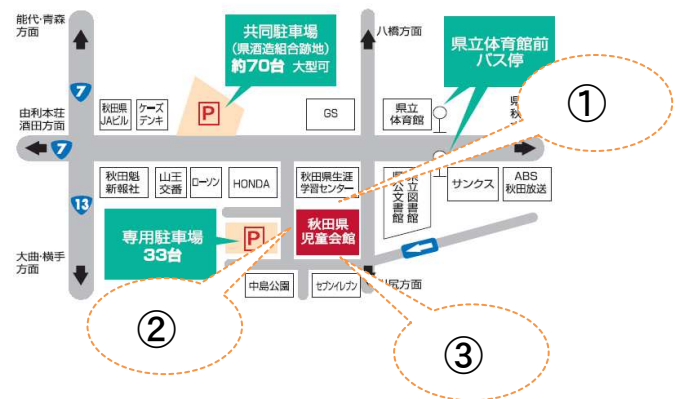 能代・青森
方面
7
由利本荘
酒田方面
7
13
大曲・横手
方面
共同駐車場
(県酒造組合跡地)
約70台 大型可
P
八橋方面
県立体育館前
バス停
秋田県
JAビル
ケーズ
デンキ
GS
県立
体育館
①
秋田魁
新報社
山王
交番
ローソン
HONDA
秋田県生涯
学習センター
サンクス
ABS
秋田放送
専用駐車場
33台
P
秋田県
児童会館
中島公園
セブンイレブン
②
③